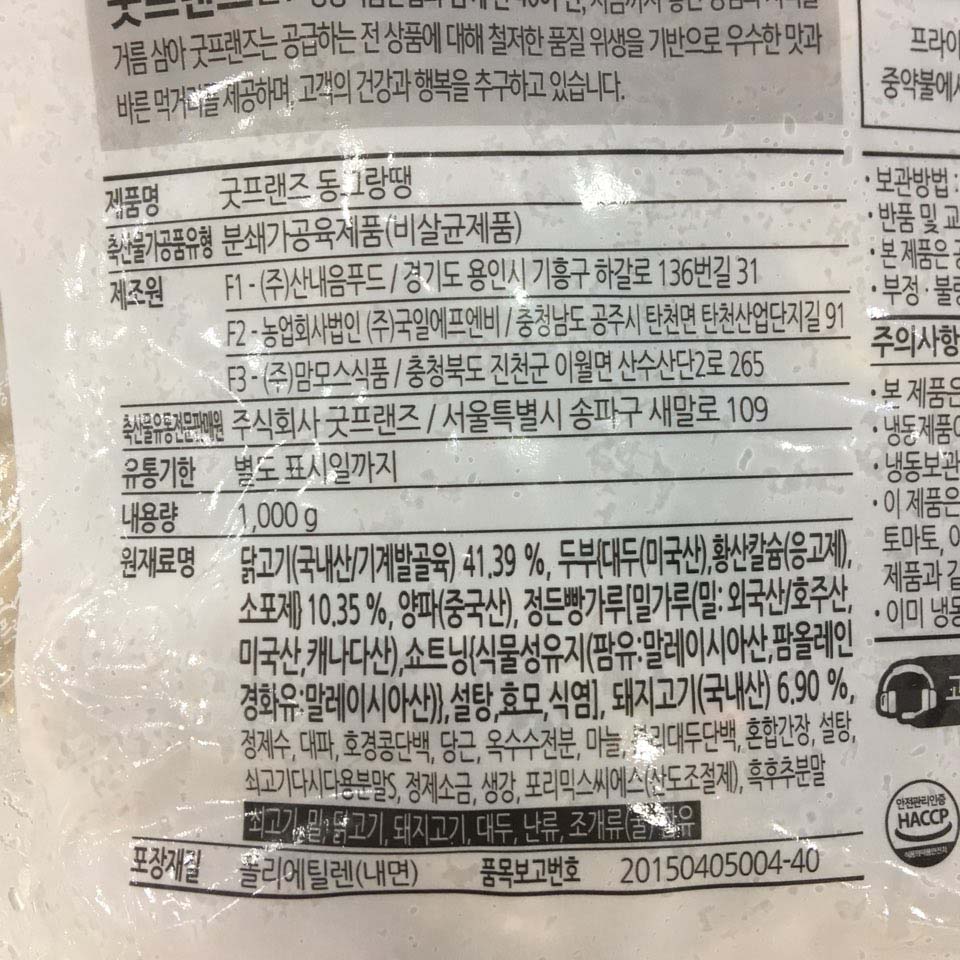 거름 삼아 굿프랜즈는 공급하는 전 상품에 대해 철저한 품질 위생을 기반으로 우수한 맛과
바른 먹거리를 제공하며, 고객의 건강과 행복을 추구하고 있습니다.
제품명 굿프랜즈 동그랑땡
축산물가공품유형 분쇄가공육제품(비살균제품)
제조원 F1 - (주)산내음푸드 / 경기도 용인시 기흥구 하갈로 136번길 31
F2 - 농업회사법인 (주)국일에프엔비 / 충청남도 공주시 탄천면 탄천산업단지길 91
F3 - (주)맘모스식품 / 충청북도 진천군 이월면 산수산단2로 265
축산물유통전문판매원 주식회사 굿프랜즈 / 서울특별시 송파구 새말로 109
유통기한 별도 표시일까지
내용량 1,000 g
원재료명 닭고기(국내산/기계발골육) 41.39 %, 두부{대두(미국산),황산칼슘(응고제),
소포제} 10.35 %, 양파(중국산), 정든빵가루[밀가루(밀: 외국산/호주산,
미국산,캐나다산),쇼트닝{식물성유지(팜유:말레이시아산,팜올레인
경화유:말레이시아산)},설탕,효모,식염], 돼지고기(국내산) 6.90 %,
정제수, 대파, 호경콩단백, 당근, 옥수수전분, 마늘, 분리대두단백, 혼합간장, 설탕,
쇠고기다시다용분말S, 정제소금, 생강, 포리믹스씨에스(산도조절제), 흑후추분말
쇠고기, 밀, 닭고기, 돼지고기, 대두, 난류, 조개류(굴) 함유
포장재질 폴리에틸렌(내면) 품목보고번호 20150405004-40
프라이
중약불에서
· 보관방법 :
· 반품 및 교
· 본 제품은 공
· 부정·불량
주의사항
· 본 제품은
· 냉동제품
· 냉동보관
· 이 제품은
토마토,
제품과 같
· 이미 냉동
고
안전관리인증
HACCP